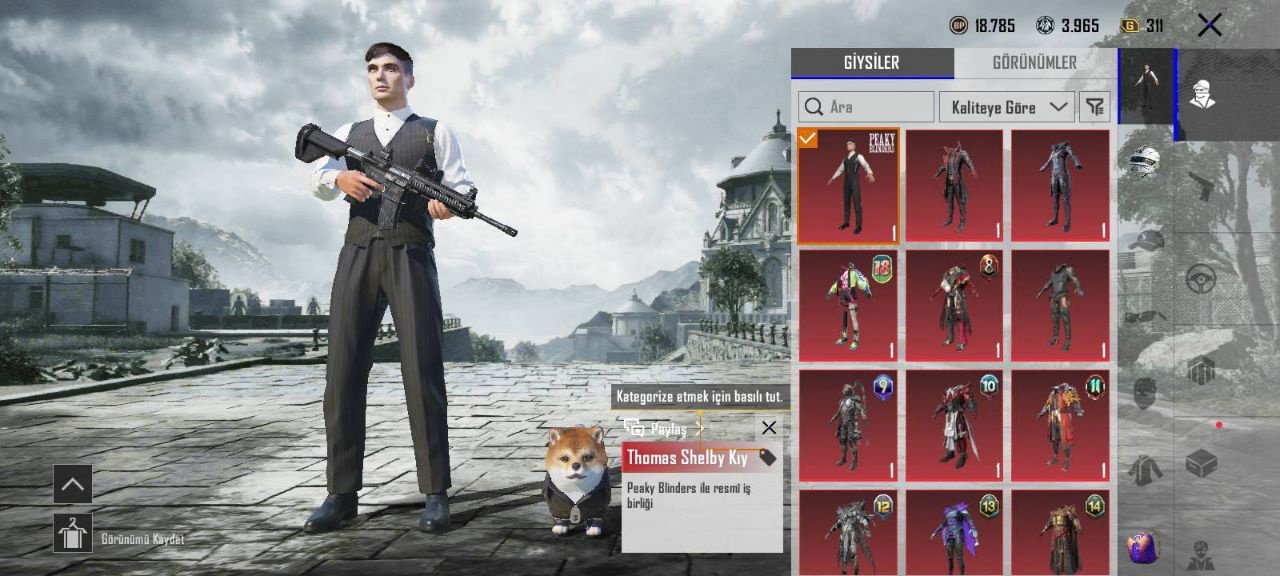 18.785
3.965
311
GİYSİLER
GÖRÜNÜMLER
Ara
Kaliteye Göre
PEAKY
BLINDERS
1
1
1
18
1
8
1
1
9
1
10
1
11
1
12
13
14
Kategorize etmek için basılı tut.
Paylaş
Thomas Shelby Kıy
Peaky Blinders ile resmî iş
birliği
Görünümü Kaydet